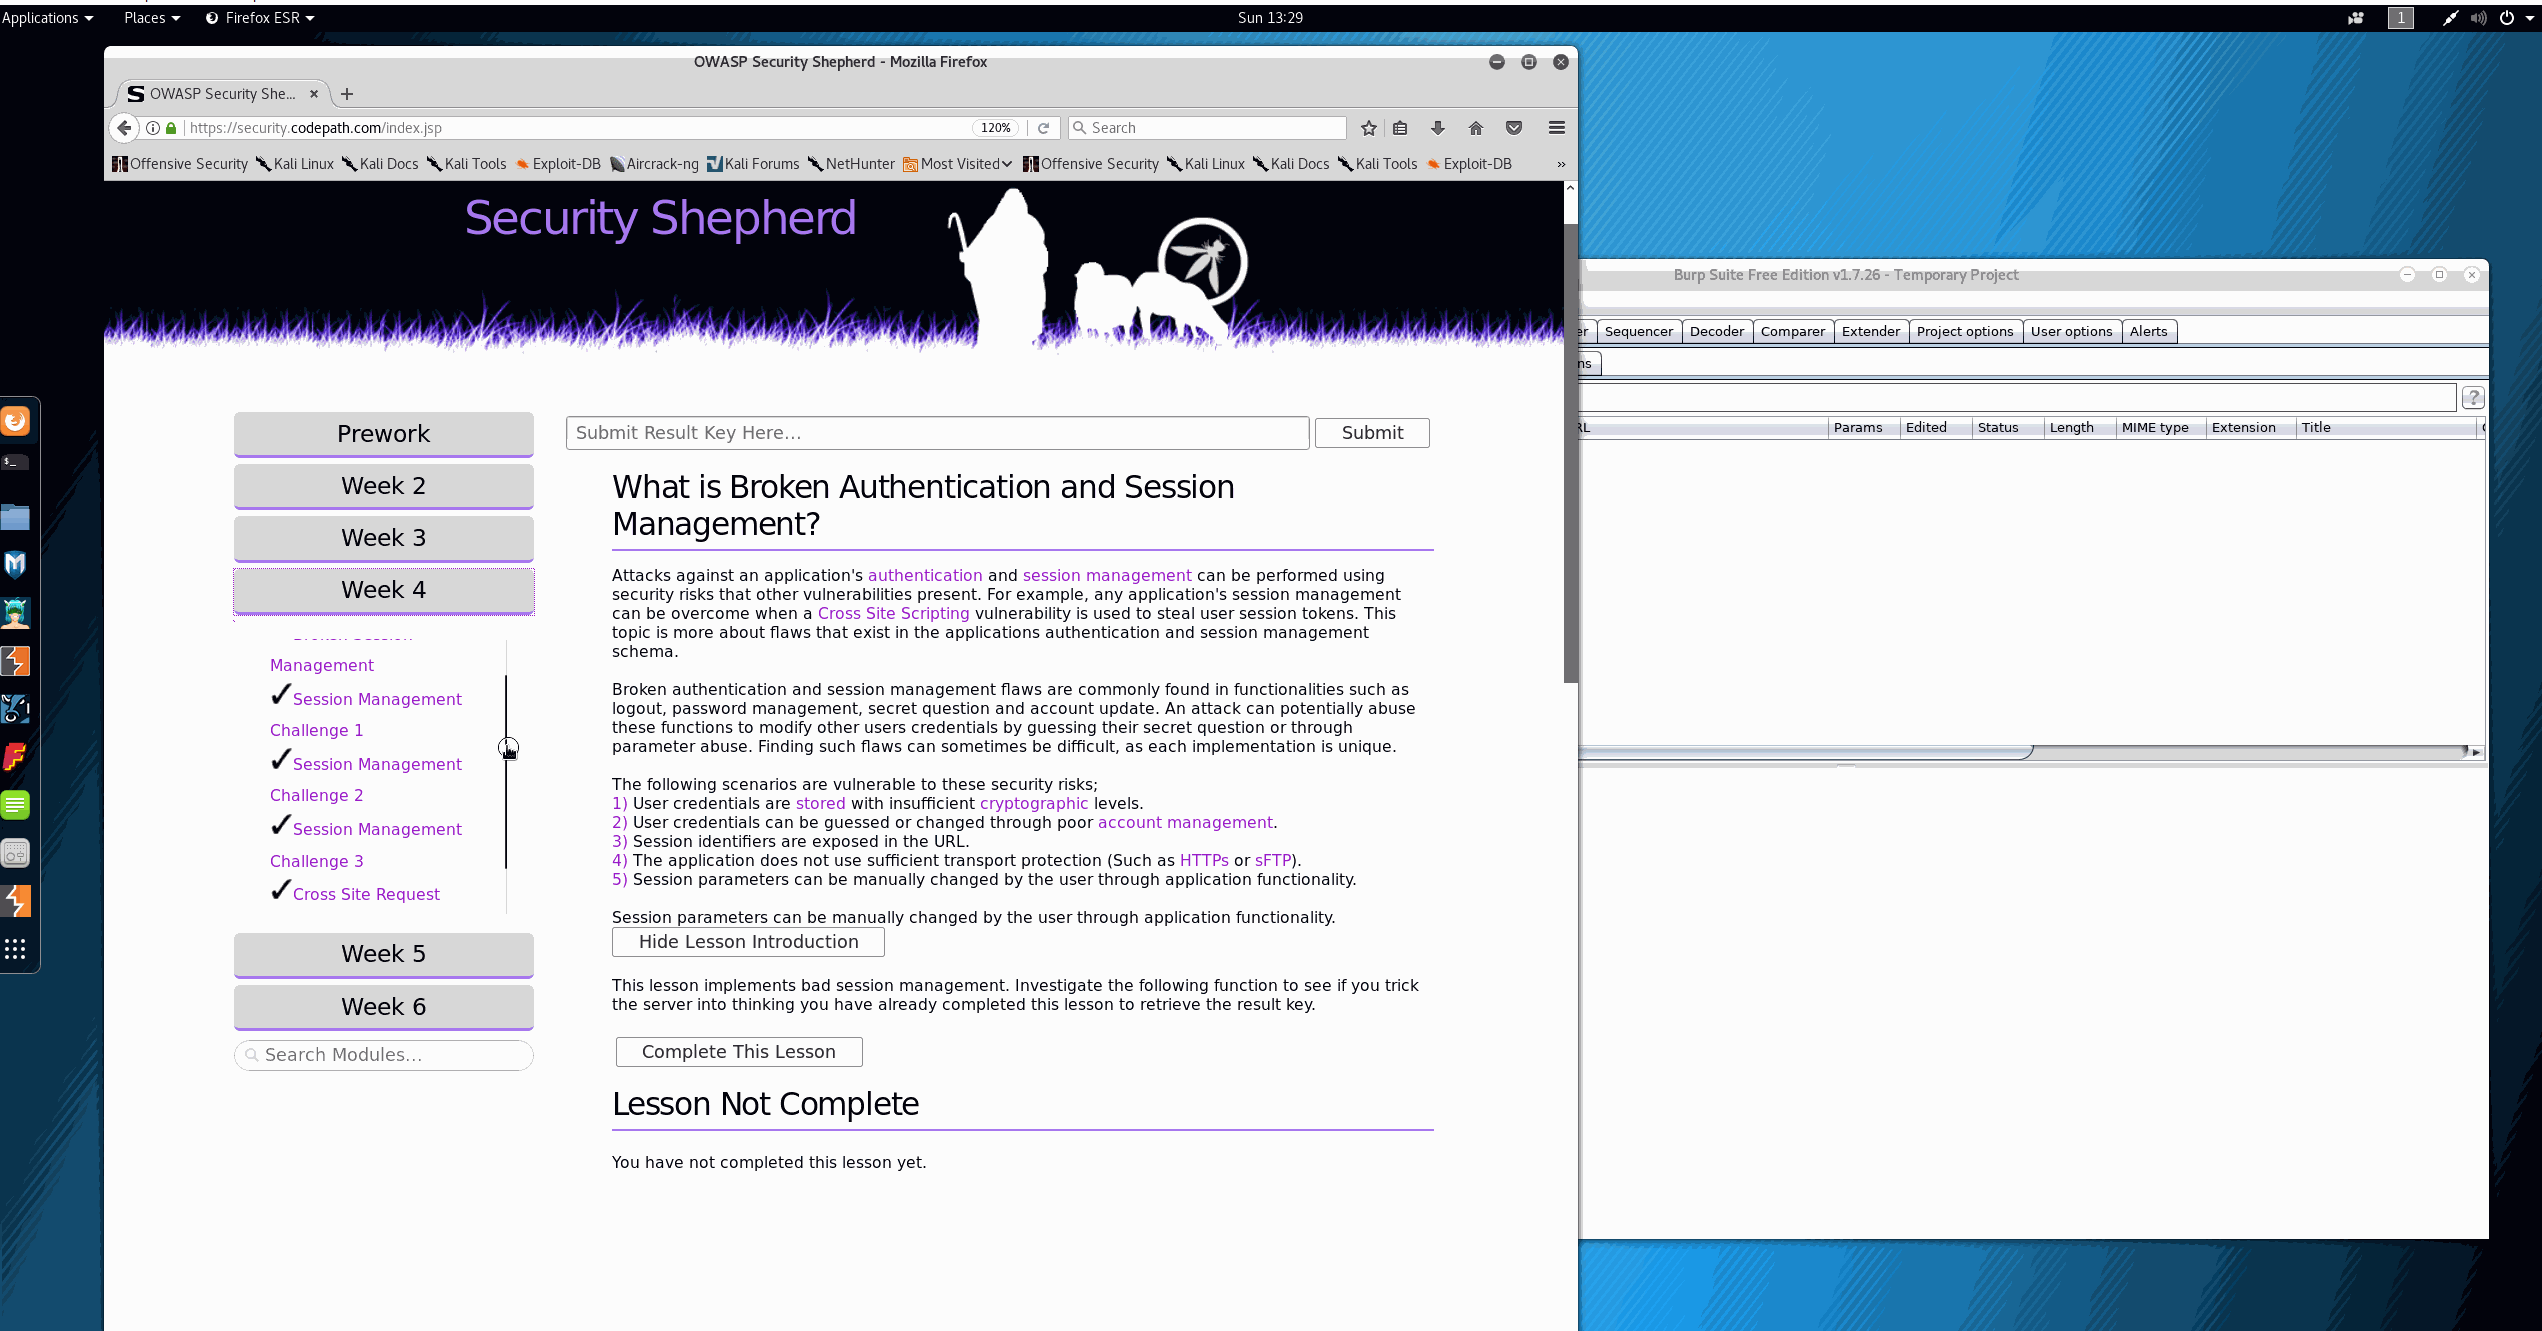 Applications Places Firefox ESR Sun 13:29 1
OWASP Security Shepherd - Mozilla Firefox
OWASP Security She...
https://security.codepath.com/index.jsp 120% Search
Offensive Security Kali Linux Kali Docs Kali Tools Exploit-DB Aircrack-ng Kali Forums NetHunter Most Visited Offensive Security Kali Linux Kali Docs Kali Tools Exploit-DB »
Security Shepherd
Prework
Week 2
Week 3
Week 4
Broken Session
Management
Session Management
Challenge 1
Session Management
Challenge 2
Session Management
Challenge 3
Cross Site Request
Week 5
Week 6
Search Modules...
Submit Result Key Here... Submit
What is Broken Authentication and Session
Management?
Attacks against an application's authentication and session management can be performed using
security risks that other vulnerabilities present. For example, any application's session management
can be overcome when a Cross Site Scripting vulnerability is used to steal user session tokens. This
topic is more about flaws that exist in the applications authentication and session management
schema.
Broken authentication and session management flaws are commonly found in functionalities such as
logout, password management, secret question and account update. An attack can potentially abuse
these functions to modify other users credentials by guessing their secret question or through
parameter abuse. Finding such flaws can sometimes be difficult, as each implementation is unique.
The following scenarios are vulnerable to these security risks;
1) User credentials are stored with insufficient cryptographic levels.
2) User credentials can be guessed or changed through poor account management.
3) Session identifiers are exposed in the URL.
4) The application does not use sufficient transport protection (Such as HTTPs or sFTP).
5) Session parameters can be manually changed by the user through application functionality.
Session parameters can be manually changed by the user through application functionality.
Hide Lesson Introduction
This lesson implements bad session management. Investigate the following function to see if you trick
the server into thinking you have already completed this lesson to retrieve the result key.
Complete This Lesson
Lesson Not Complete
You have not completed this lesson yet.
Burp Suite Free Edition v1.7.26 - Temporary Project
er Sequencer Decoder Comparer Extender Project options User options Alerts
ns
?
RL Params Edited Status Length MIME type Extension Title